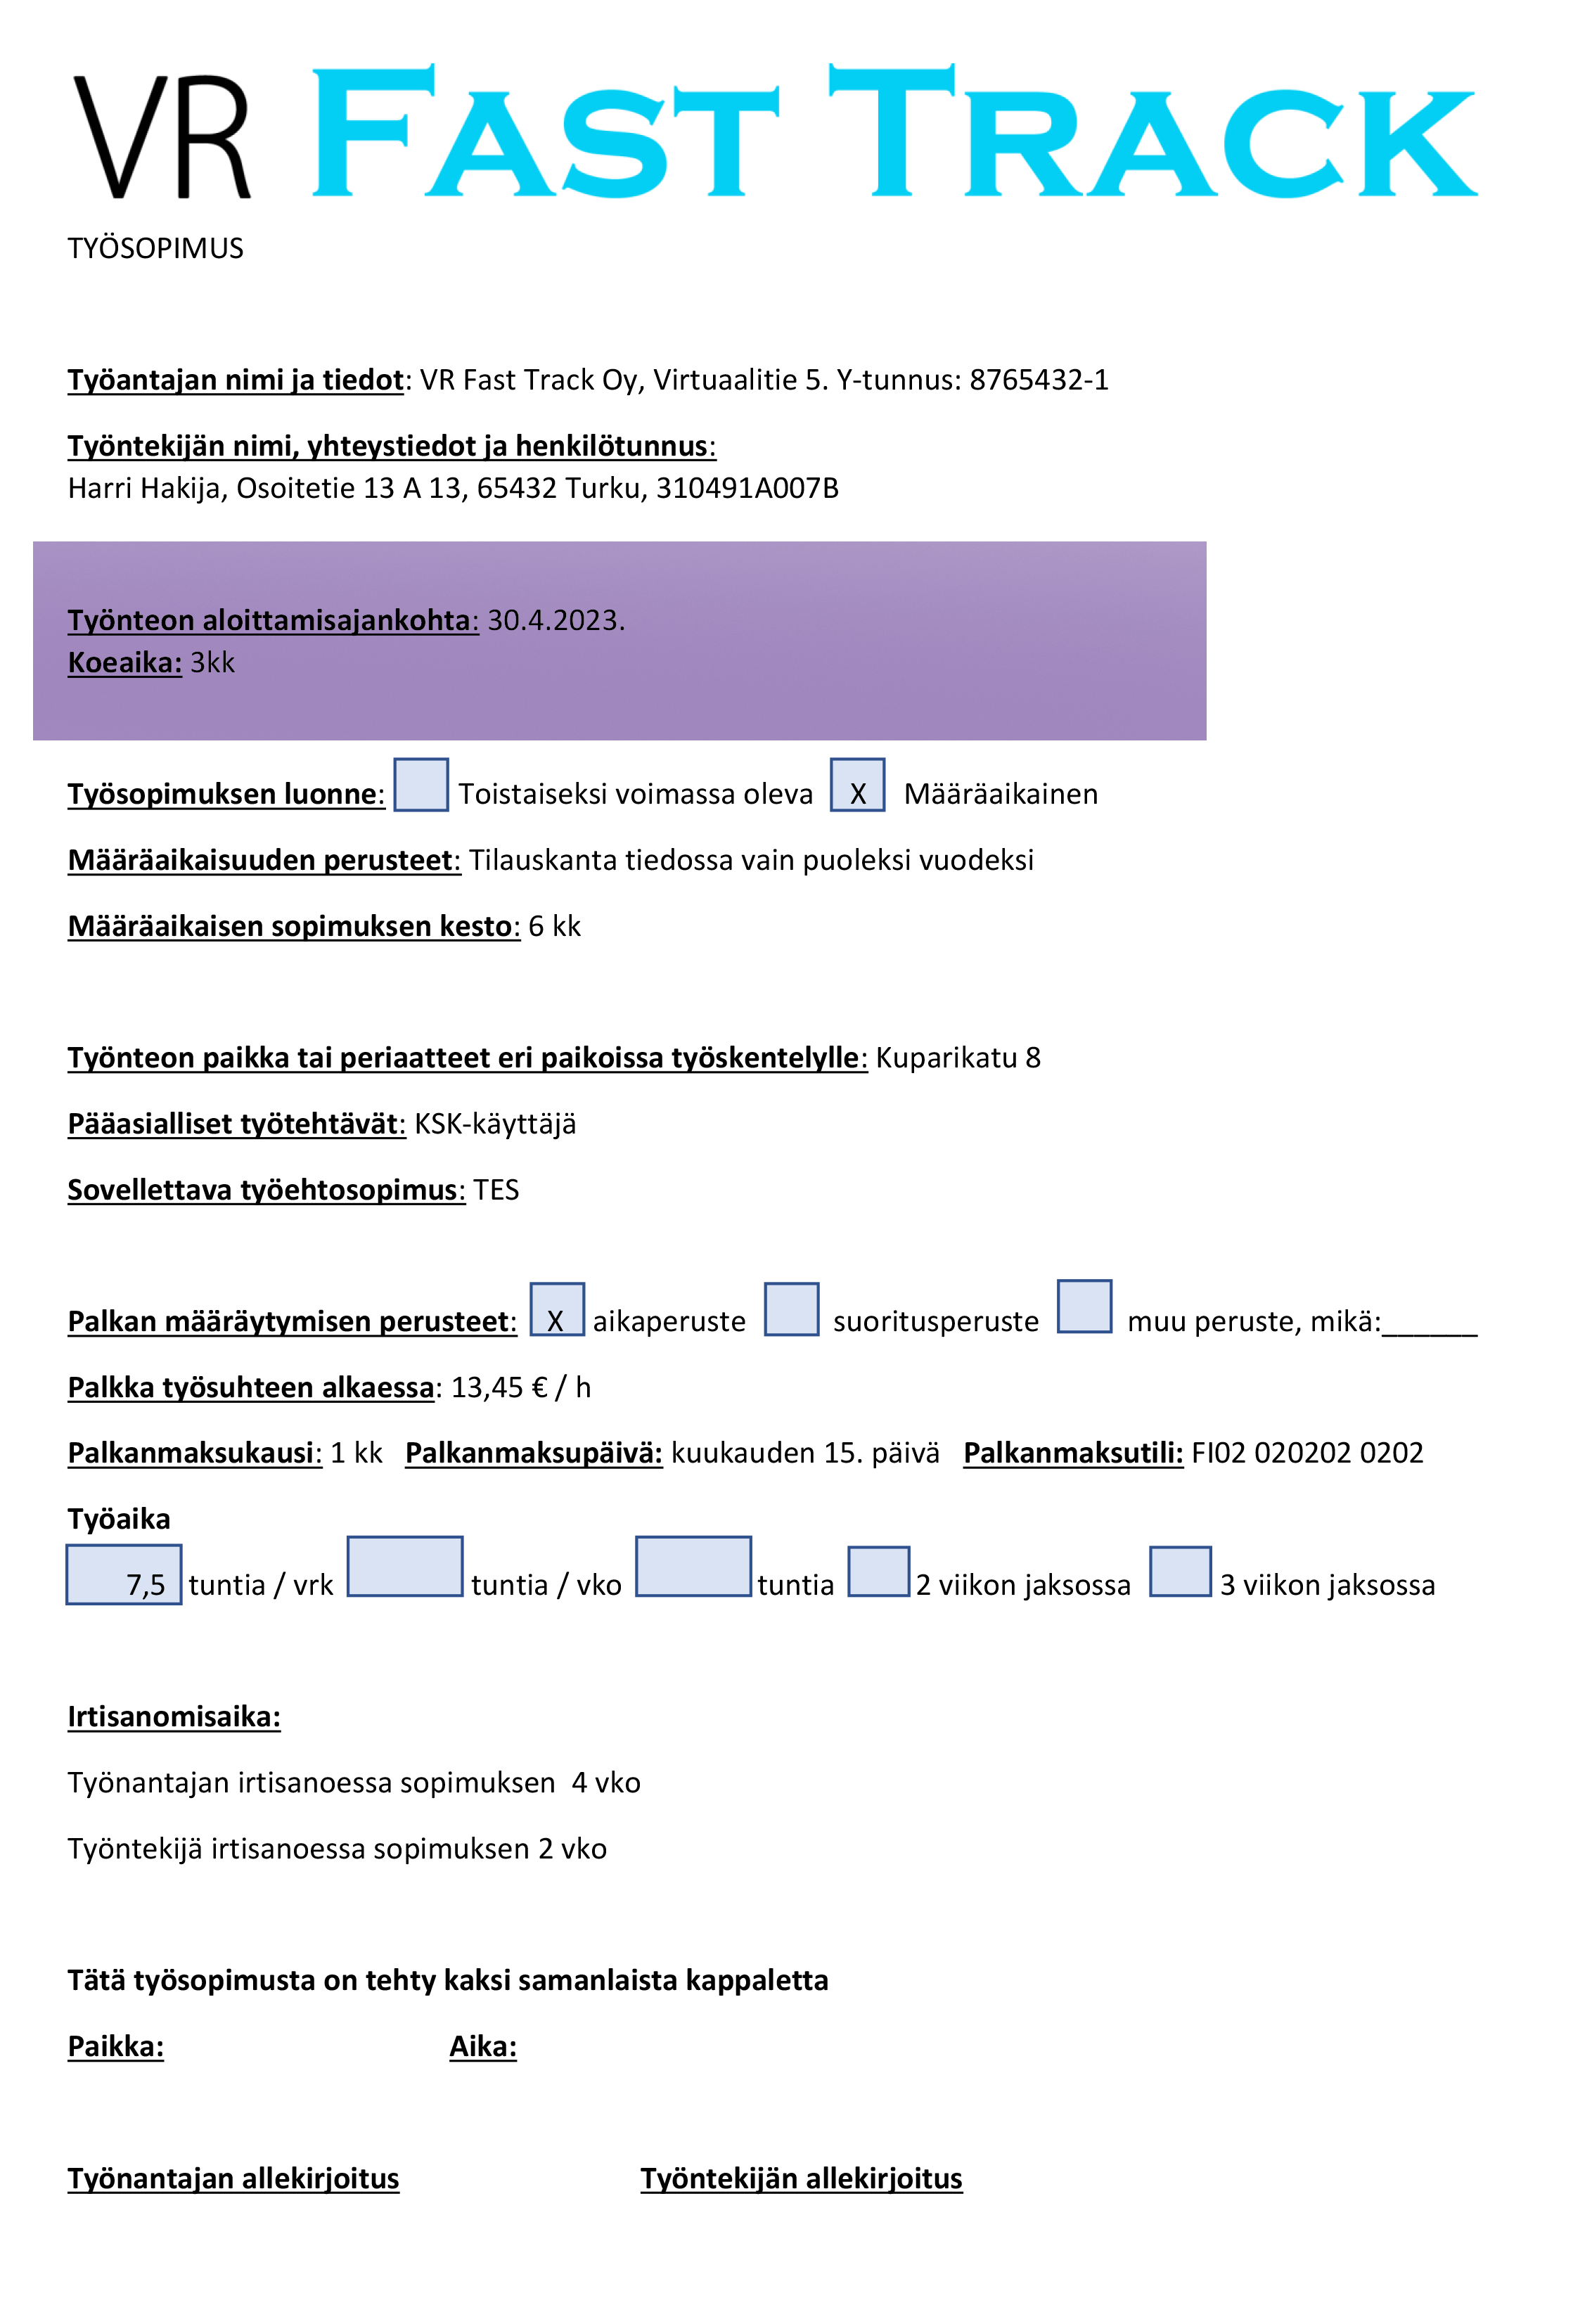 VR FAST TRACK
TYÖSOPIMUS
Työantajan nimi ja tiedot: VR Fast Track Oy, Virtuaalitie 5. Y-tunnus: 8765432-1
Työntekijän nimi, yhteystiedot ja henkilötunnus:
Harri Hakija, Osoitetie 13 A 13, 65432 Turku, 310491A007B
Työnteon aloittamisajankohta: 30.4.2023.
Koeaika: 3kk
Työsopimuksen luonne: Toistaiseksi voimassa oleva X Määräaikainen
Määräaikaisuuden perusteet: Tilauskanta tiedossa vain puoleksi vuodeksi
Määräaikaisen sopimuksen kesto: 6 kk
Työnteon paikka tai periaatteet eri paikoissa työskentelylle: Kuparikatu 8
Pääasialliset työtehtävät: KSK-käyttäjä
Sovellettava työehtosopimus: TES
Palkan määräytymisen perusteet: X aikaperuste suoritusperuste muu peruste, mikä:______
Palkka työsuhteen alkaessa: 13,45 € / h
Palkanmaksukausi: 1 kk Palkanmaksupäivä: kuukauden 15. päivä Palkanmaksutili: FI02 020202 0202
Työaika
7,5 tuntia / vrk tuntia / vko tuntia 2 viikon jaksossa 3 viikon jaksossa
Irtisanomisaika:
Työnantajan irtisanoessa sopimuksen 4 vko
Työntekijä irtisanoessa sopimuksen 2 vko
Tätä työsopimusta on tehty kaksi samanlaista kappaletta
Paikka: Aika:
Työnantajan allekirjoitus Työntekijän allekirjoitus